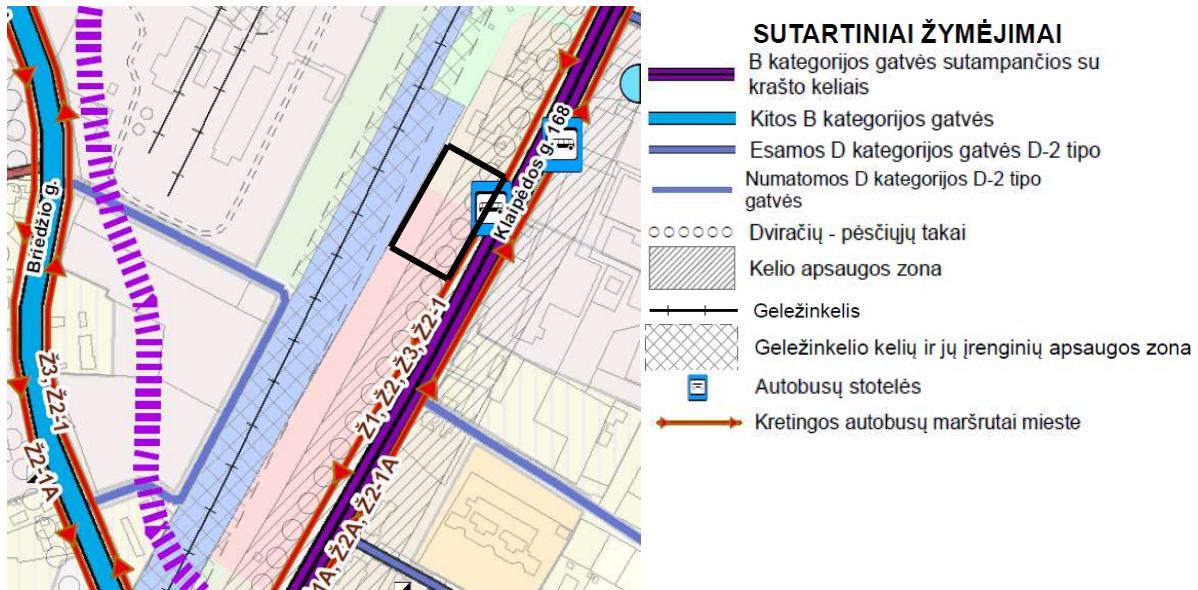 SUTARTINIAI ŽYMĖJIMAI
B kategorijos gatvės sutampančios su
krašto keliais
Kitos B kategorijos gatvės
Esamos D kategorijos gatvės D-2 tipo
Numatomos D kategorijos D-2 tipo
gatvės
Dviračių - pėsčiųjų takai
Kelio apsaugos zona
Geležinkelis
Geležinkelio kelių ir jų įrenginių apsaugos zona
Autobusų stotelės
Kretingos autobusų maršrutai mieste
Briedžio g.
Klaipėdos g. 168
Ž1, Ž2, Ž3, Ž2-1
Ž3, Ž2-1
Ž2-1A
1A, Ž2A, Ž2-1A